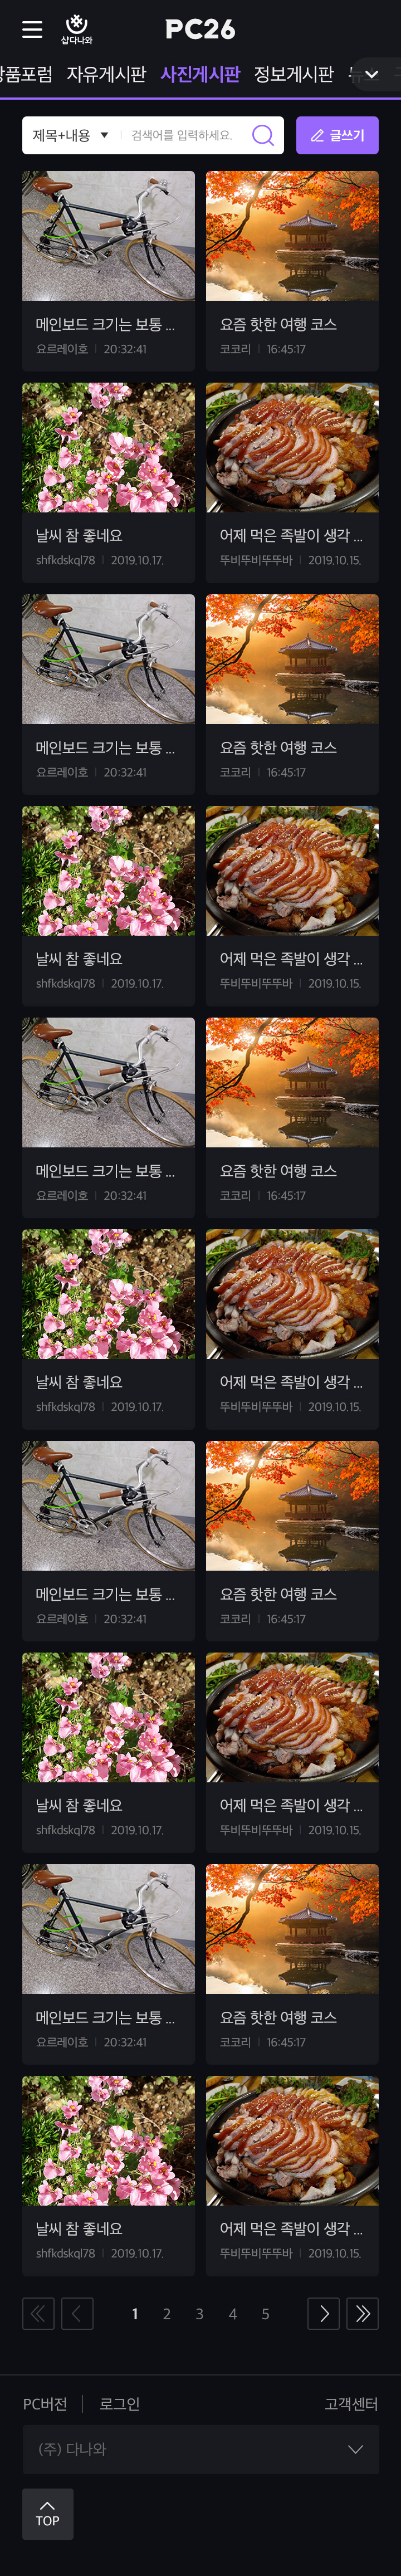 샵다나와
PC26
상품포럼 자유게시판 사진게시판 정보게시판
제목+내용 검색어를 입력하세요. 글쓰기
메인보드 크기는 보통 ... 요즘 핫한 여행 코스
요르레이호 20:32:41 코코리 16:45:17
날씨 참 좋네요 어제 먹은 족발이 생각 ...
shfkdskql78 2019.10.17. 뚜비뚜비뚜뚜바 2019.10.15.
메인보드 크기는 보통 ... 요즘 핫한 여행 코스
요르레이호 20:32:41 코코리 16:45:17
날씨 참 좋네요 어제 먹은 족발이 생각 ...
shfkdskql78 2019.10.17. 뚜비뚜비뚜뚜바 2019.10.15.
메인보드 크기는 보통 ... 요즘 핫한 여행 코스
요르레이호 20:32:41 코코리 16:45:17
날씨 참 좋네요 어제 먹은 족발이 생각 ...
shfkdskql78 2019.10.17. 뚜비뚜비뚜뚜바 2019.10.15.
메인보드 크기는 보통 ... 요즘 핫한 여행 코스
요르레이호 20:32:41 코코리 16:45:17
날씨 참 좋네요 어제 먹은 족발이 생각 ...
shfkdskql78 2019.10.17. 뚜비뚜비뚜뚜바 2019.10.15.
메인보드 크기는 보통 ... 요즘 핫한 여행 코스
요르레이호 20:32:41 코코리 16:45:17
날씨 참 좋네요 어제 먹은 족발이 생각 ...
shfkdskql78 2019.10.17. 뚜비뚜비뚜뚜바 2019.10.15.
1 2 3 4 5
PC버전 로그인 고객센터
(주) 다나와
TOP